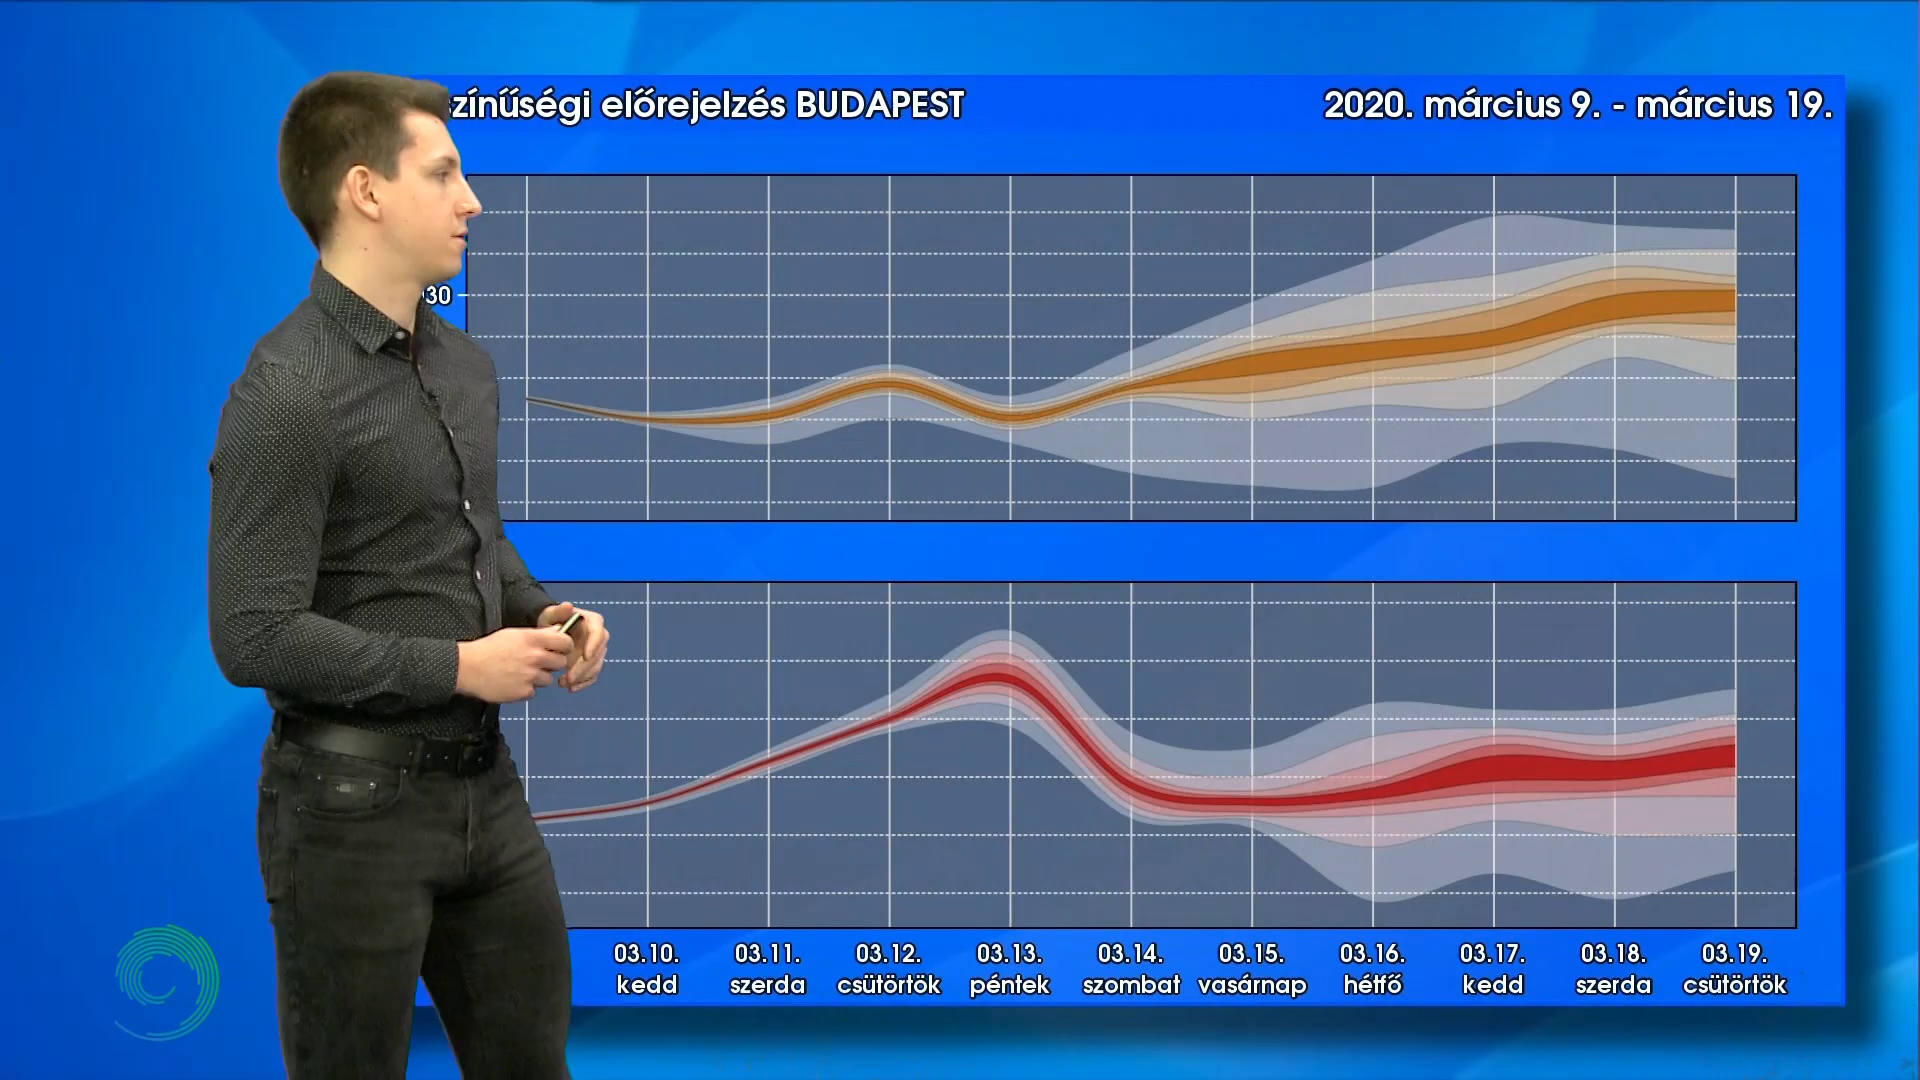 színűségi előrejelzés BUDAPEST
2020. március 9. - március 19.
30
03.10. 03.11. 03.12. 03.13. 03.14. 03.15. 03.16. 03.17. 03.18. 03.19.
kedd szerda csütörtök péntek szombat vasárnap hétfő kedd szerda csütörtök